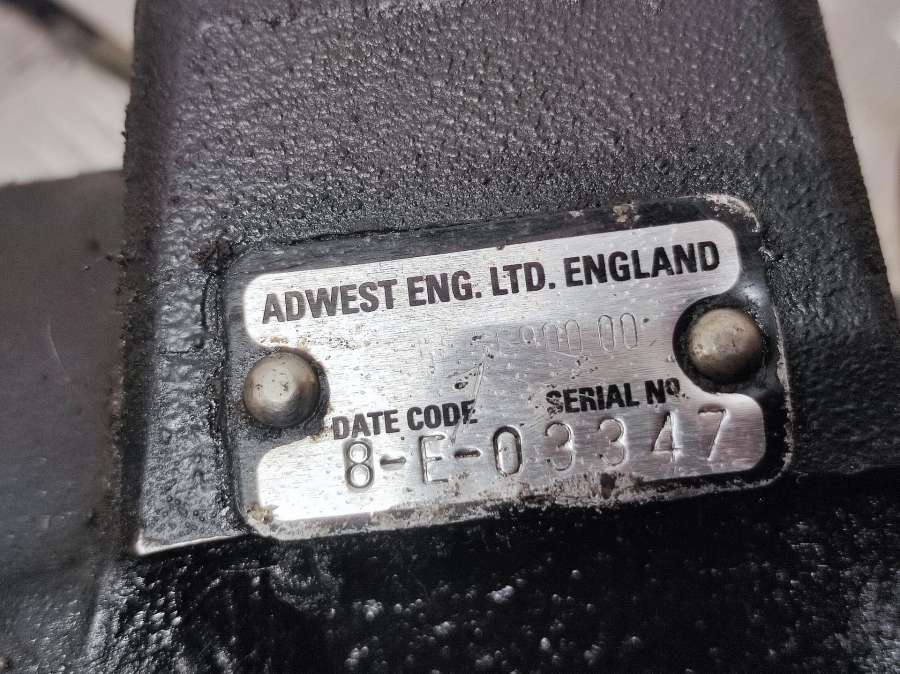 ADWEST ENG. LTD. ENGLAND
DATE CODE SERIAL Nº
8-E-03347